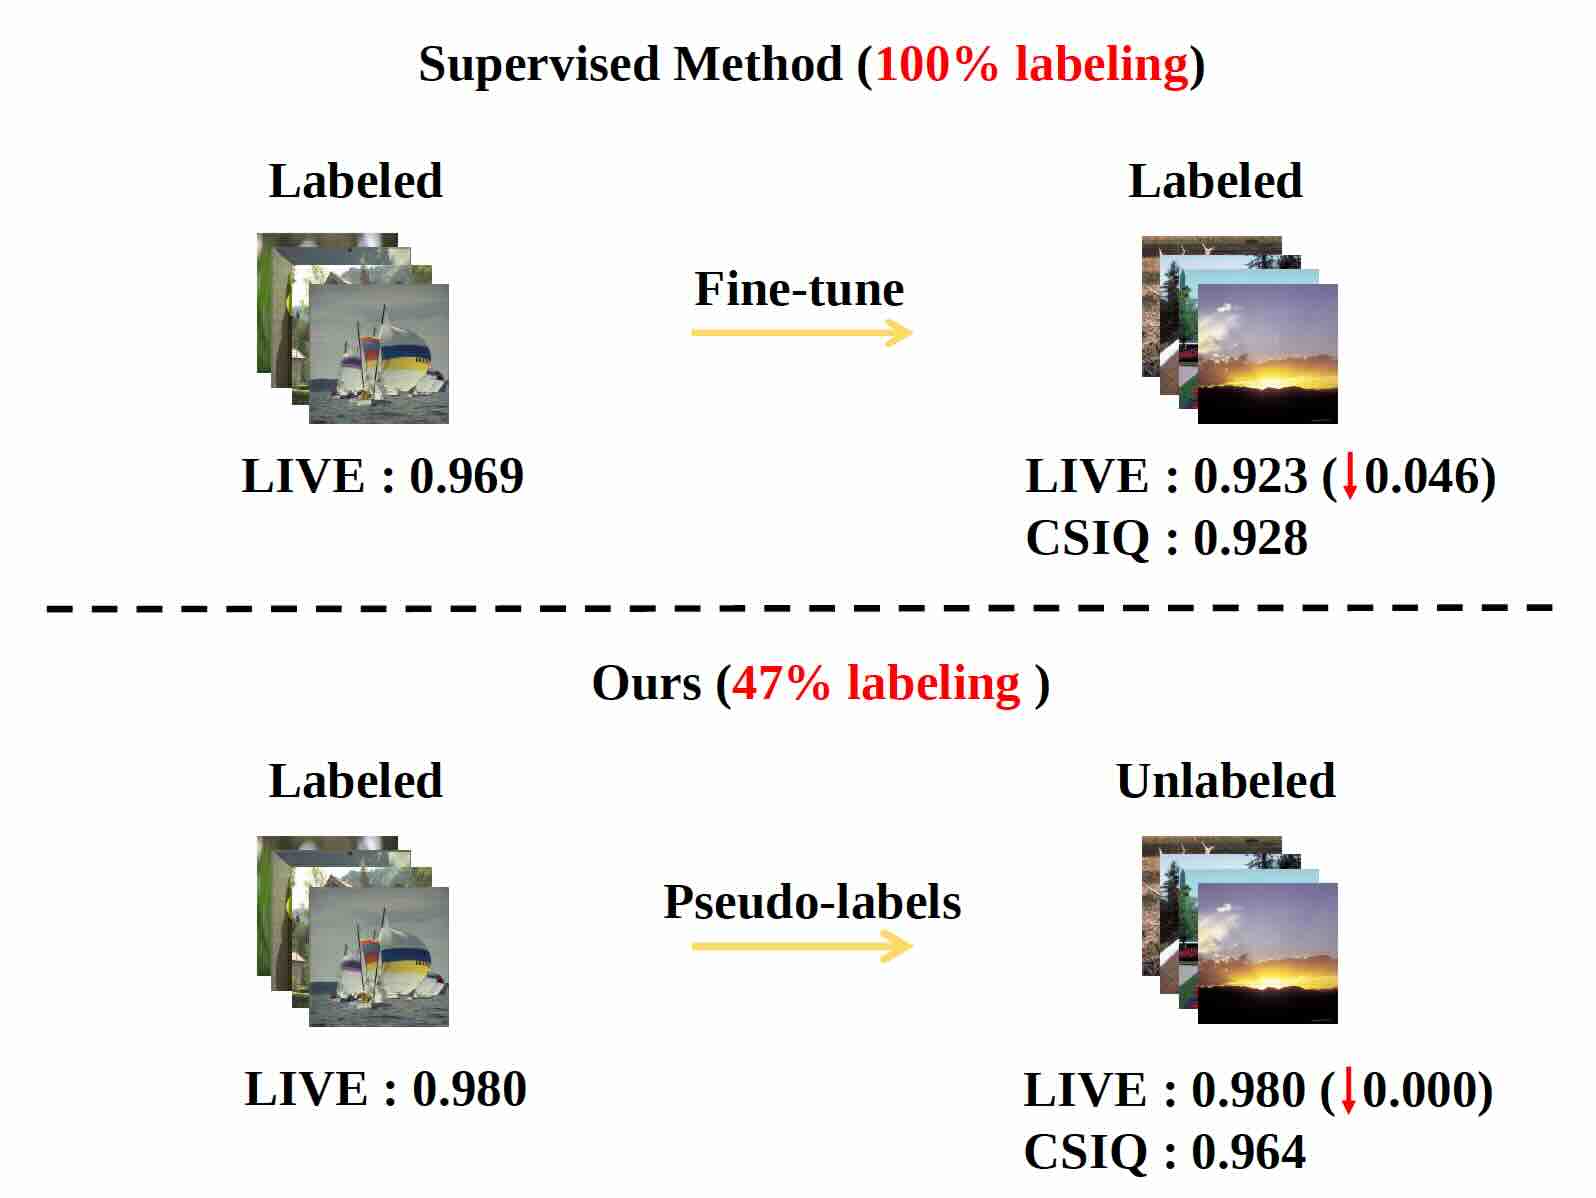 Supervised Method (100% labeling)
Labeled
Labeled
Fine-tune
LIVE : 0.969
LIVE : 0.923 (↓0.046)
CSIQ : 0.928
Ours (47% labeling )
Labeled
Unlabeled
Pseudo-labels
LIVE : 0.980
LIVE : 0.980 (↓0.000)
CSIQ : 0.964